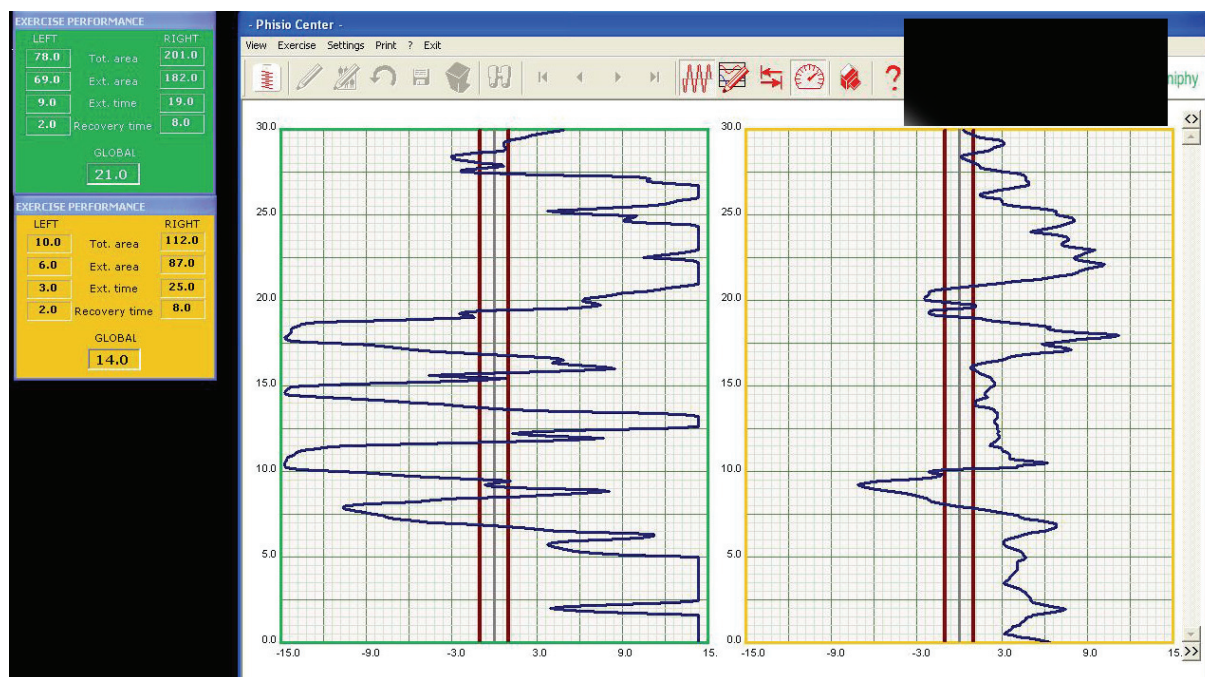 EXERCISE PERFORMANCE
LEFT RIGHT
78.0 Tot. area 201.0
69.0 Ext. area 182.0
9.0 Ext. time 19.0
2.0 Recovery time 8.0
GLOBAL
21.0
EXERCISE PERFORMANCE
LEFT RIGHT
10.0 Tot. area 112.0
6.0 Ext. area 87.0
3.0 Ext. time 25.0
2.0 Recovery time 8.0
GLOBAL
14.0
- Phisio Center -
View Exercise Settings Print ? Exit
?
niphy
<>
30.0
25.0
20.0
15.0
10.0
5.0
0.0
-15.0 -9.0 -3.0 3.0 9.0 15.
30.0
25.0
20.0
15.0
10.0
5.0
0.0
-15.0 -9.0 -3.0 3.0 9.0 15.
>>